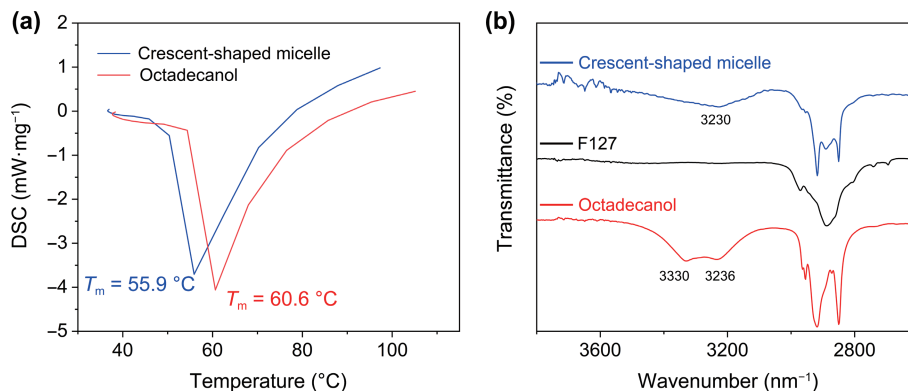 (a)
2
1
0
−1
−2
−3
−4
−5
DSC (mW·mg⁻¹)
Crescent-shaped micelle
Octadecanol
Tm = 55.9 °C
Tm = 60.6 °C
40 60 80 100
Temperature (°C)
(b)
Transmittance (%)
Crescent-shaped micelle
3230
F127
Octadecanol
3330 3236
3600 3200 2800
Wavenumber (nm⁻¹)